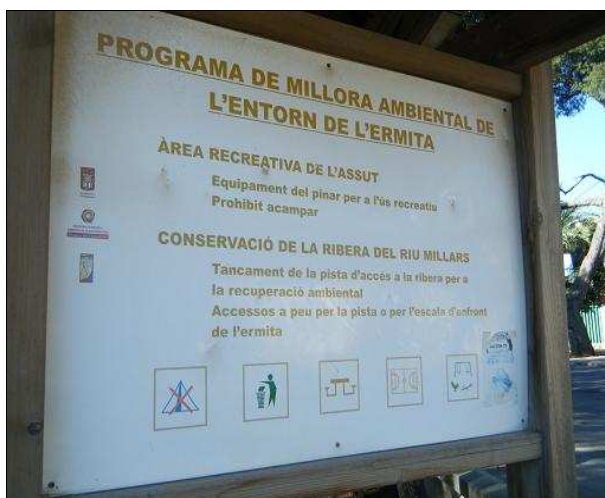 PROGRAMA DE MILLORA AMBIENTAL DE
L'ENTORN DE L'ERMITA
ÀREA RECREATIVA DE L'ASSUT
Equipament del pinar per a l'ús recreatiu
Prohibit acampar
CONSERVACIÓ DE LA RIBERA DEL RIU MILLARS
Tancament de la pista d'accès a la ribera per a
la recuperació ambiental
Accessos a peu per la pista o per l'escala d'enfront
de l'ermita